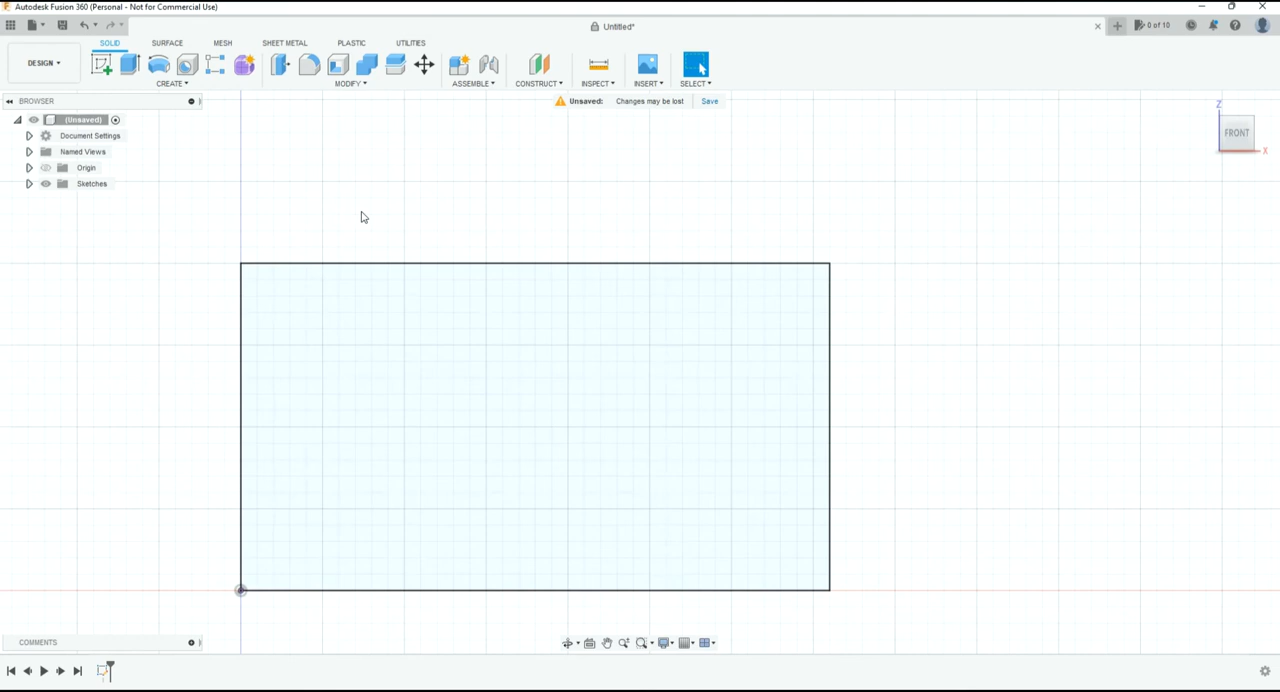 Autodesk Fusion 360 (Personal - Not for Commercial Use)
Untitled*
0 of 10
SOLID SURFACE MESH SHEET METAL PLASTIC UTILITIES
DESIGN
CREATE MODIFY ASSEMBLE CONSTRUCT INSPECT INSERT SELECT
BROWSER
Unsaved: Changes may be lost Save
(Unsaved)
Document Settings
Named Views
Origin
Sketches
Z
FRONT
X
COMMENTS